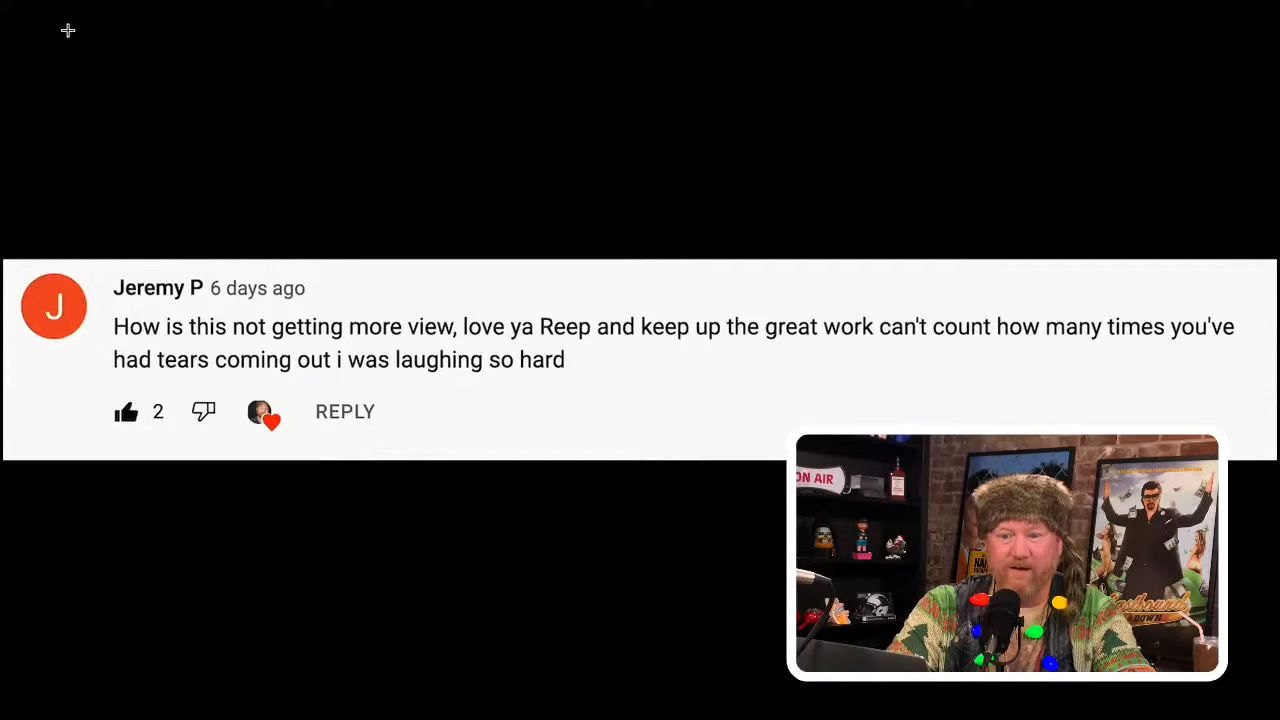 J
Jeremy P 6 days ago
How is this not getting more view, love ya Reep and keep up the great work can't count how many times you've
had tears coming out i was laughing so hard
2
REPLY
ON AIR
Eastbound
& DOWN